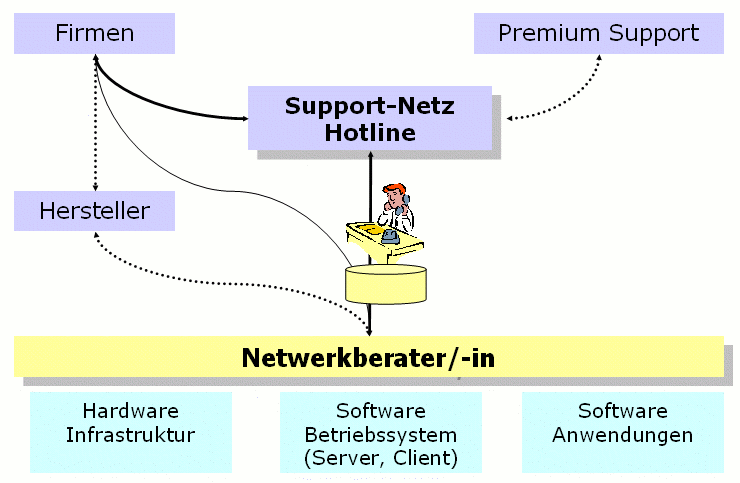 Firmen
Premium Support
Support-Netz
Hotline
Hersteller
Netwerkberater/-in
Hardware
Infrastruktur
Software
Betriebssystem
(Server, Client)
Software
Anwendungen